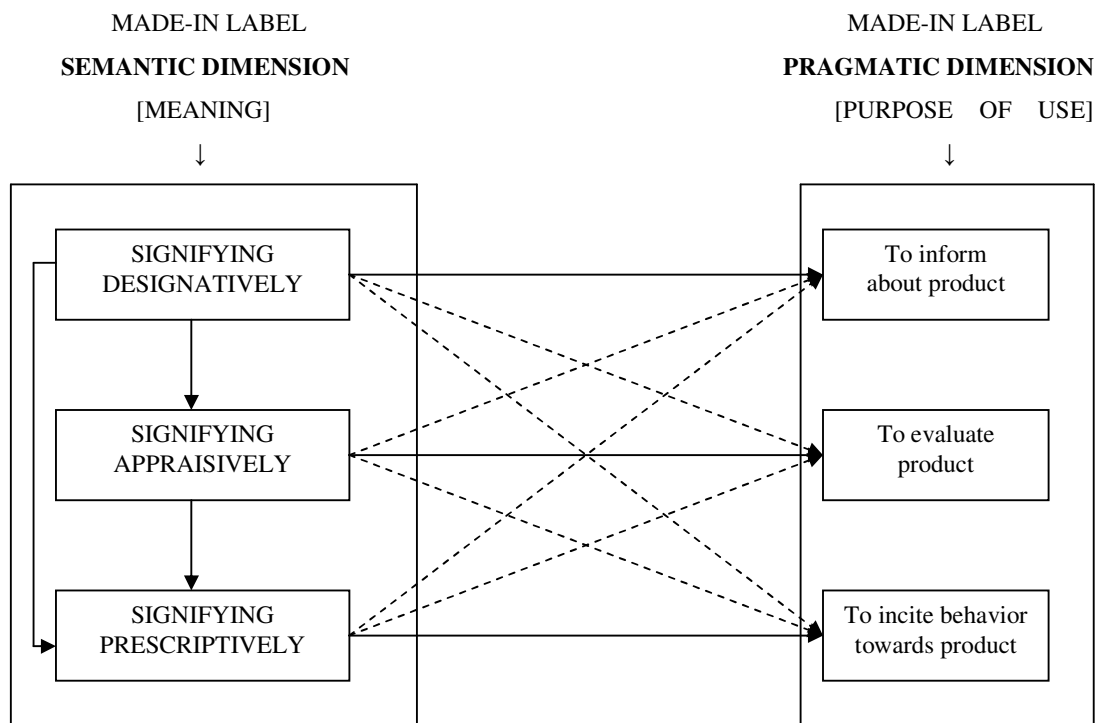 MADE-IN LABEL
SEMANTIC DIMENSION
[MEANING]
↓
MADE-IN LABEL
PRAGMATIC DIMENSION
[PURPOSE OF USE]
↓
SIGNIFYING
DESIGNATIVELY
To inform
about product
SIGNIFYING
APPRAISIVELY
To evaluate
product
SIGNIFYING
PRESCRIPTIVELY
To incite behavior
towards product